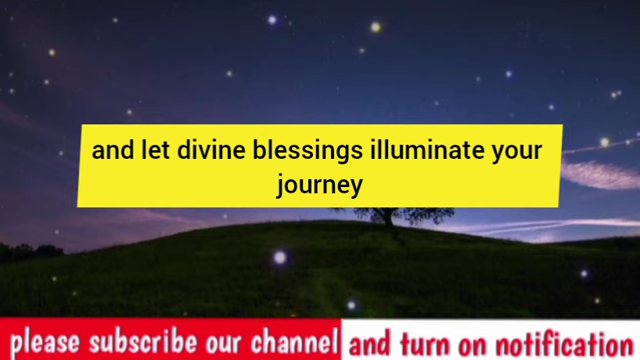 and let divine blessings illuminate your
journey
please subscribe our channel and turn on notification